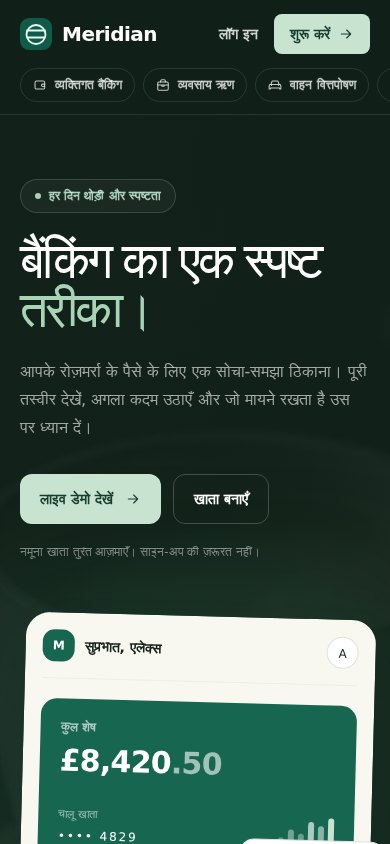 Meridian
लॉग इन
शुरू करें
व्यक्तिगत बैंकिंग
व्यवसाय ऋण
वाहन वित्तपोषण
हर दिन थोड़ी और स्पष्टता
बैंकिंग का एक स्पष्ट
तरीका।
आपके रोज़मर्रा के पैसे के लिए एक सोचा-समझा ठिकाना। पूरी
तस्वीर देखें, अगला कदम उठाएँ और जो मायने रखता है उस
पर ध्यान दें।
लाइव डेमो देखें
खाता बनाएँ
नमूना खाता तुरंत आज़माएँ। साइन-अप की ज़रूरत नहीं।
M
सुप्रभात, एलेक्स
A
कुल शेष
£8,420.50
चालू खाता
•••• 4829